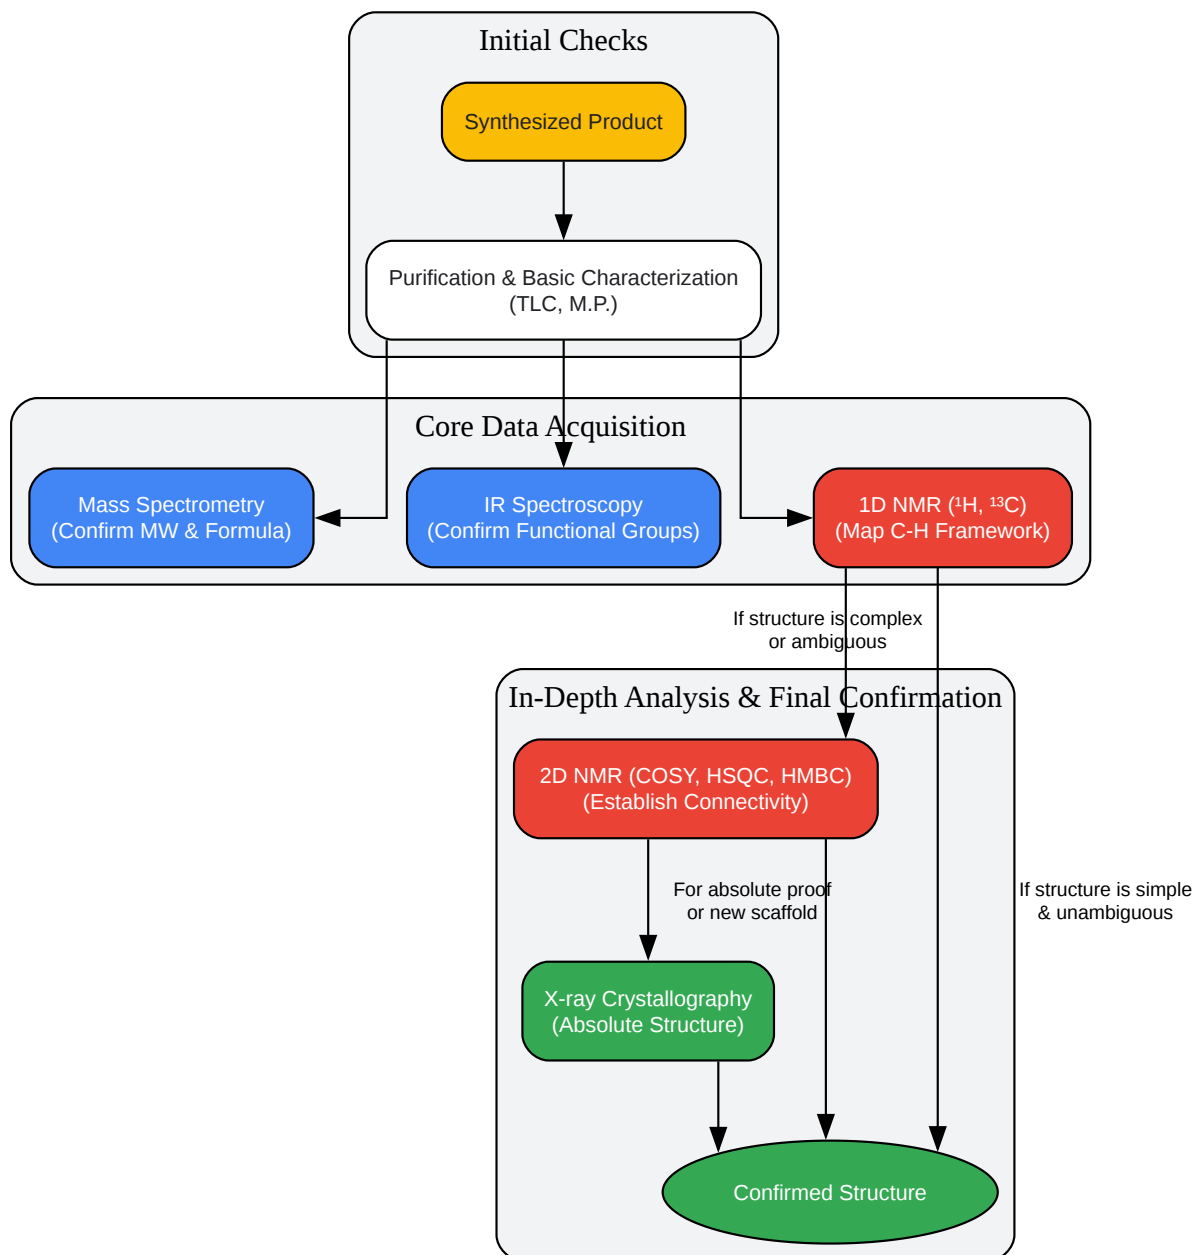 Initial Checks
Synthesized Product
Purification & Basic Characterization
(TLC, M.P.)
Core Data Acquisition
Mass Spectrometry
(Confirm MW & Formula)
IR Spectroscopy
(Confirm Functional Groups)
1D NMR (¹H, ¹³C)
(Map C-H Framework)
If structure is complex
or ambiguous
In-Depth Analysis & Final Confirmation
2D NMR (COSY, HSQC, HMBC)
(Establish Connectivity)
For absolute proof
or new scaffold
If structure is simple
& unambiguous
X-ray Crystallography
(Absolute Structure)
Confirmed Structure